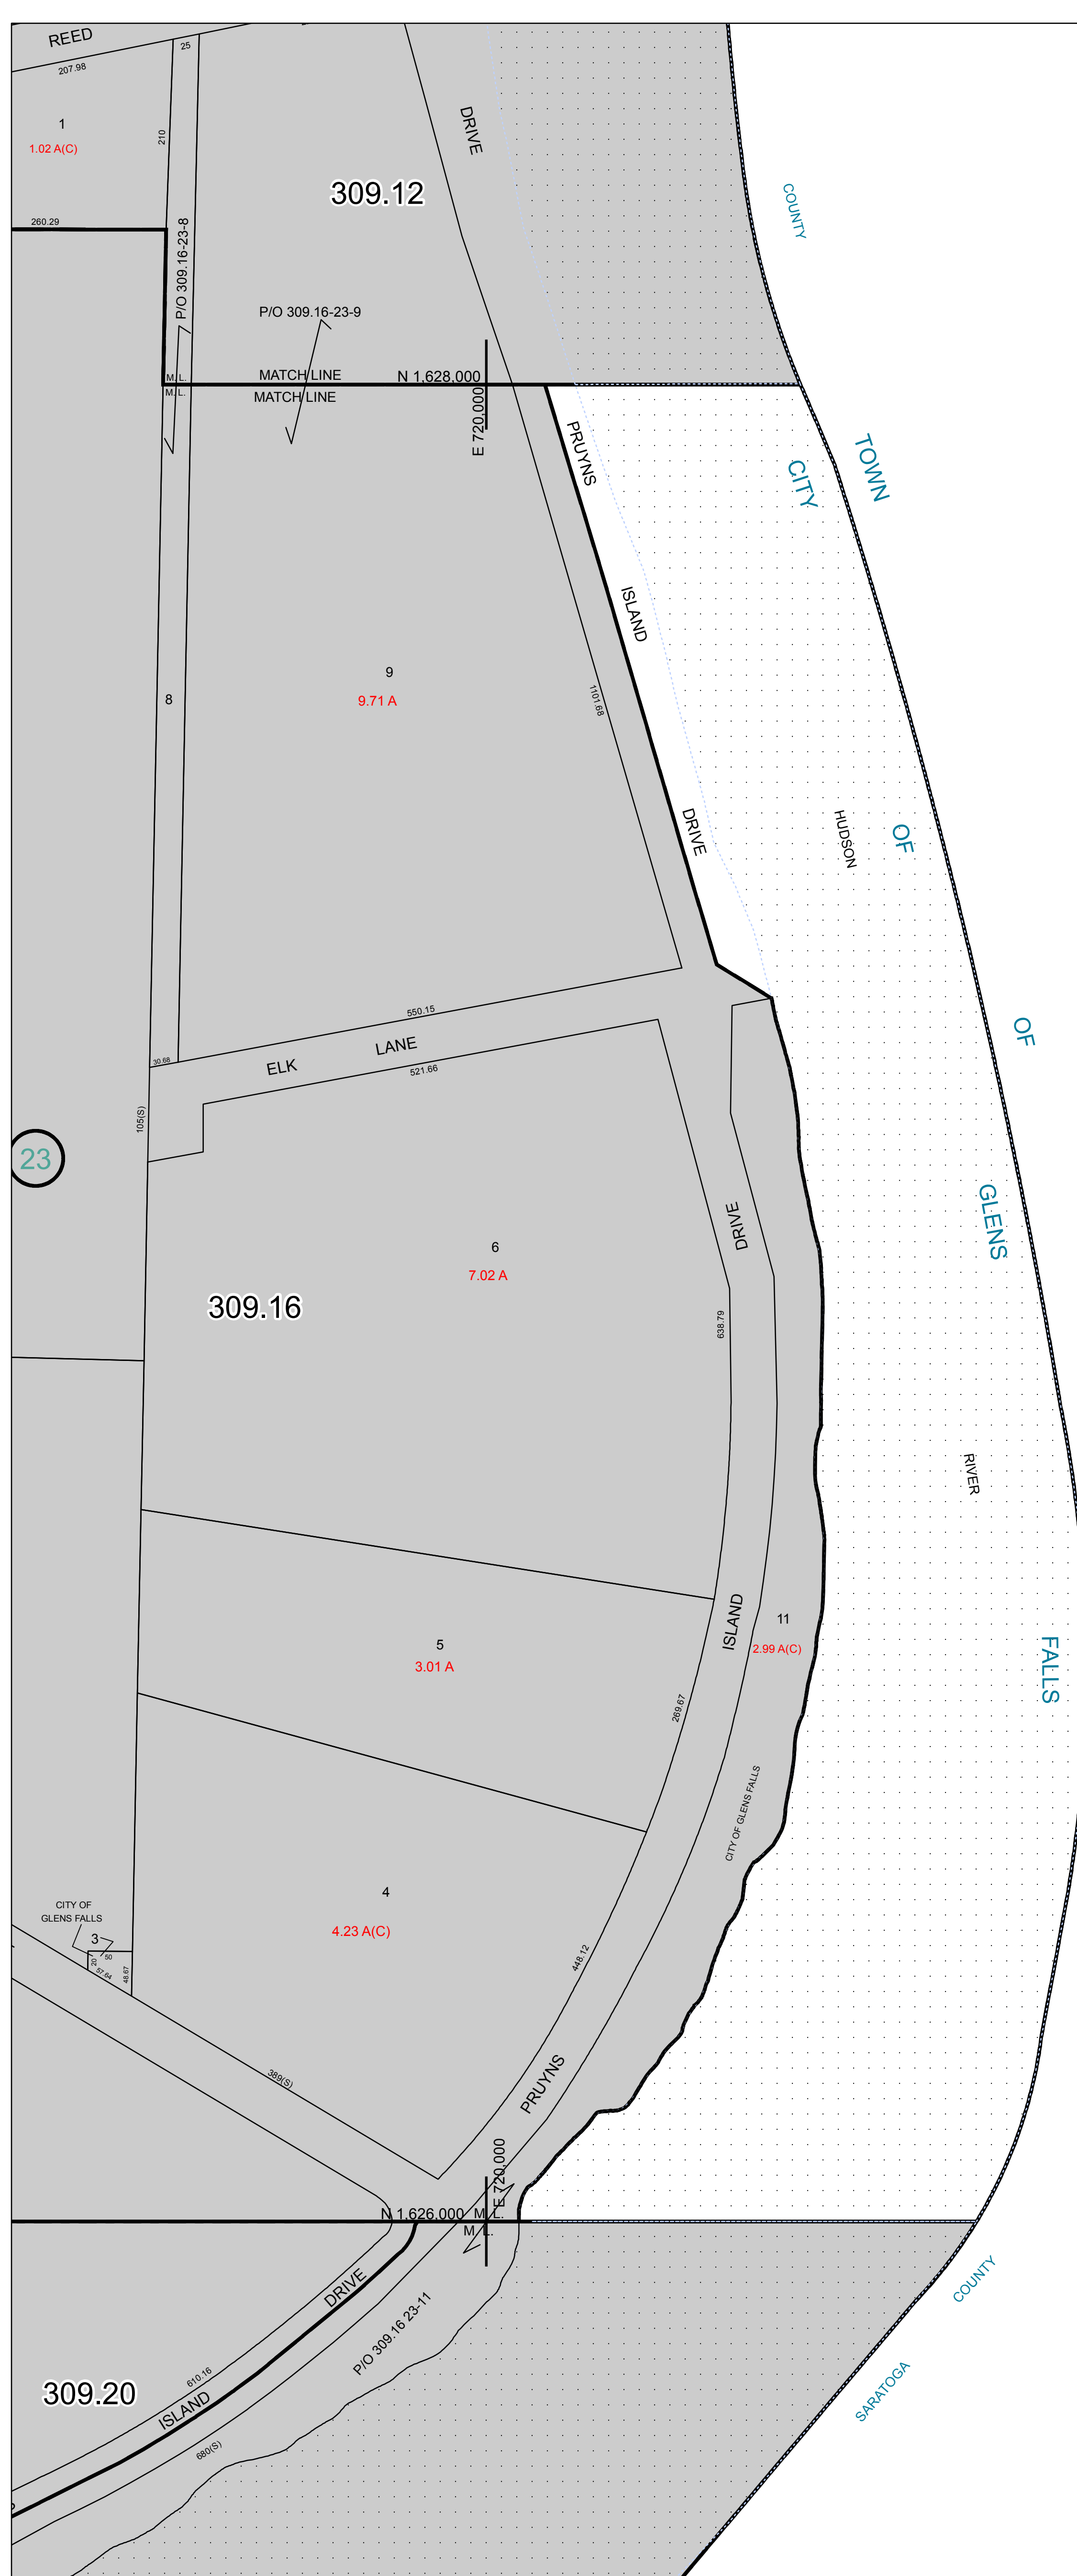 REED
207.98
25
1
1.02 A(C)
210
DRIVE
309.12
COUNTY
260.29
P/O 309.16-23-8
P/O 309.16-23-9
M. L.
MATCH LINE
N 1,628,000
M. L.
MATCH LINE
E 720,000
PRUYNS
TOWN
CITY
ISLAND
9
9.71 A
8
1101.68
DRIVE
HUDSON
OF
550.15
OF
30.68
ELK LANE
521.66
105(S)
23
GLENS
DRIVE
6
7.02 A
309.16
638.79
RIVER
ISLAND
11
2.99 A(C)
5
3.01 A
FALLS
269.67
CITY OF GLENS FALLS
4
4.23 A(C)
CITY OF
GLENS FALLS
3
50
20
57.64
48.67
448.12
389(S)
PRUYNS
E 720,000
N 1,626,000
M. L.
M. L.
COUNTY
DRIVE
P/O 309.16 23-11
SARATOGA
610.16
309.20
ISLAND
680(S)